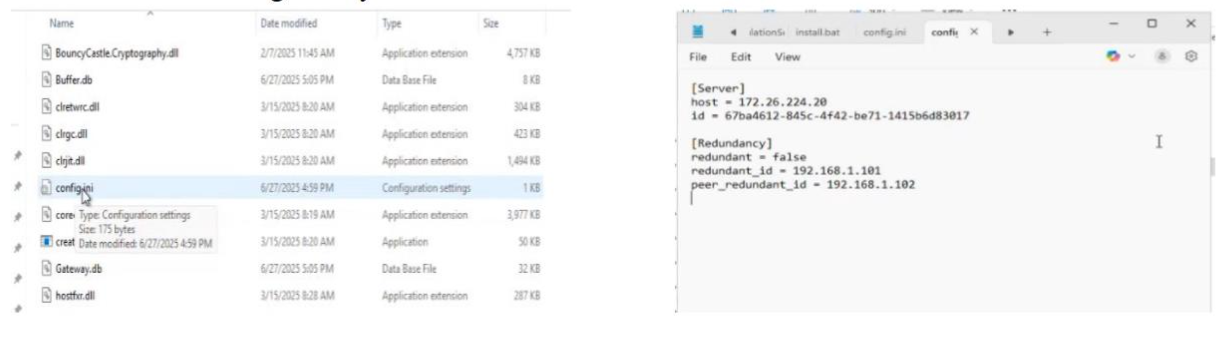 Name Date modified Type Size
BouncyCastle.Cryptography.dll 2/7/2025 11:45 AM Application extension 4,757 KB
Buffer.db 6/27/2025 5:05 PM Data Base File 8 KB
clretwrc.dll 3/15/2025 8:20 AM Application extension 304 KB
clrgc.dll 3/15/2025 8:20 AM Application extension 423 KB
clrjit.dll 3/15/2025 8:20 AM Application extension 1,494 KB
config.ini 6/27/2025 4:59 PM Configuration settings 1 KB
core 3/15/2025 8:19 AM Application extension 3,977 KB
Type: Configuration settings
Size: 175 bytes
creat 3/15/2025 8:20 AM Application 50 KB
Date modified: 6/27/2025 4:59 PM
Gateway.db 6/27/2025 5:05 PM Data Base File 32 KB
hostfxr.dll 3/15/2025 8:28 AM Application extension 287 KB
install.bat config.ini config
File Edit View
[Server]
host = 172.26.224.20
id = 67ba4612-845c-4f42-be71-1415b6d83017
[Redundancy]
redundant = false
redundant_id = 192.168.1.101
peer_redundant_id = 192.168.1.102